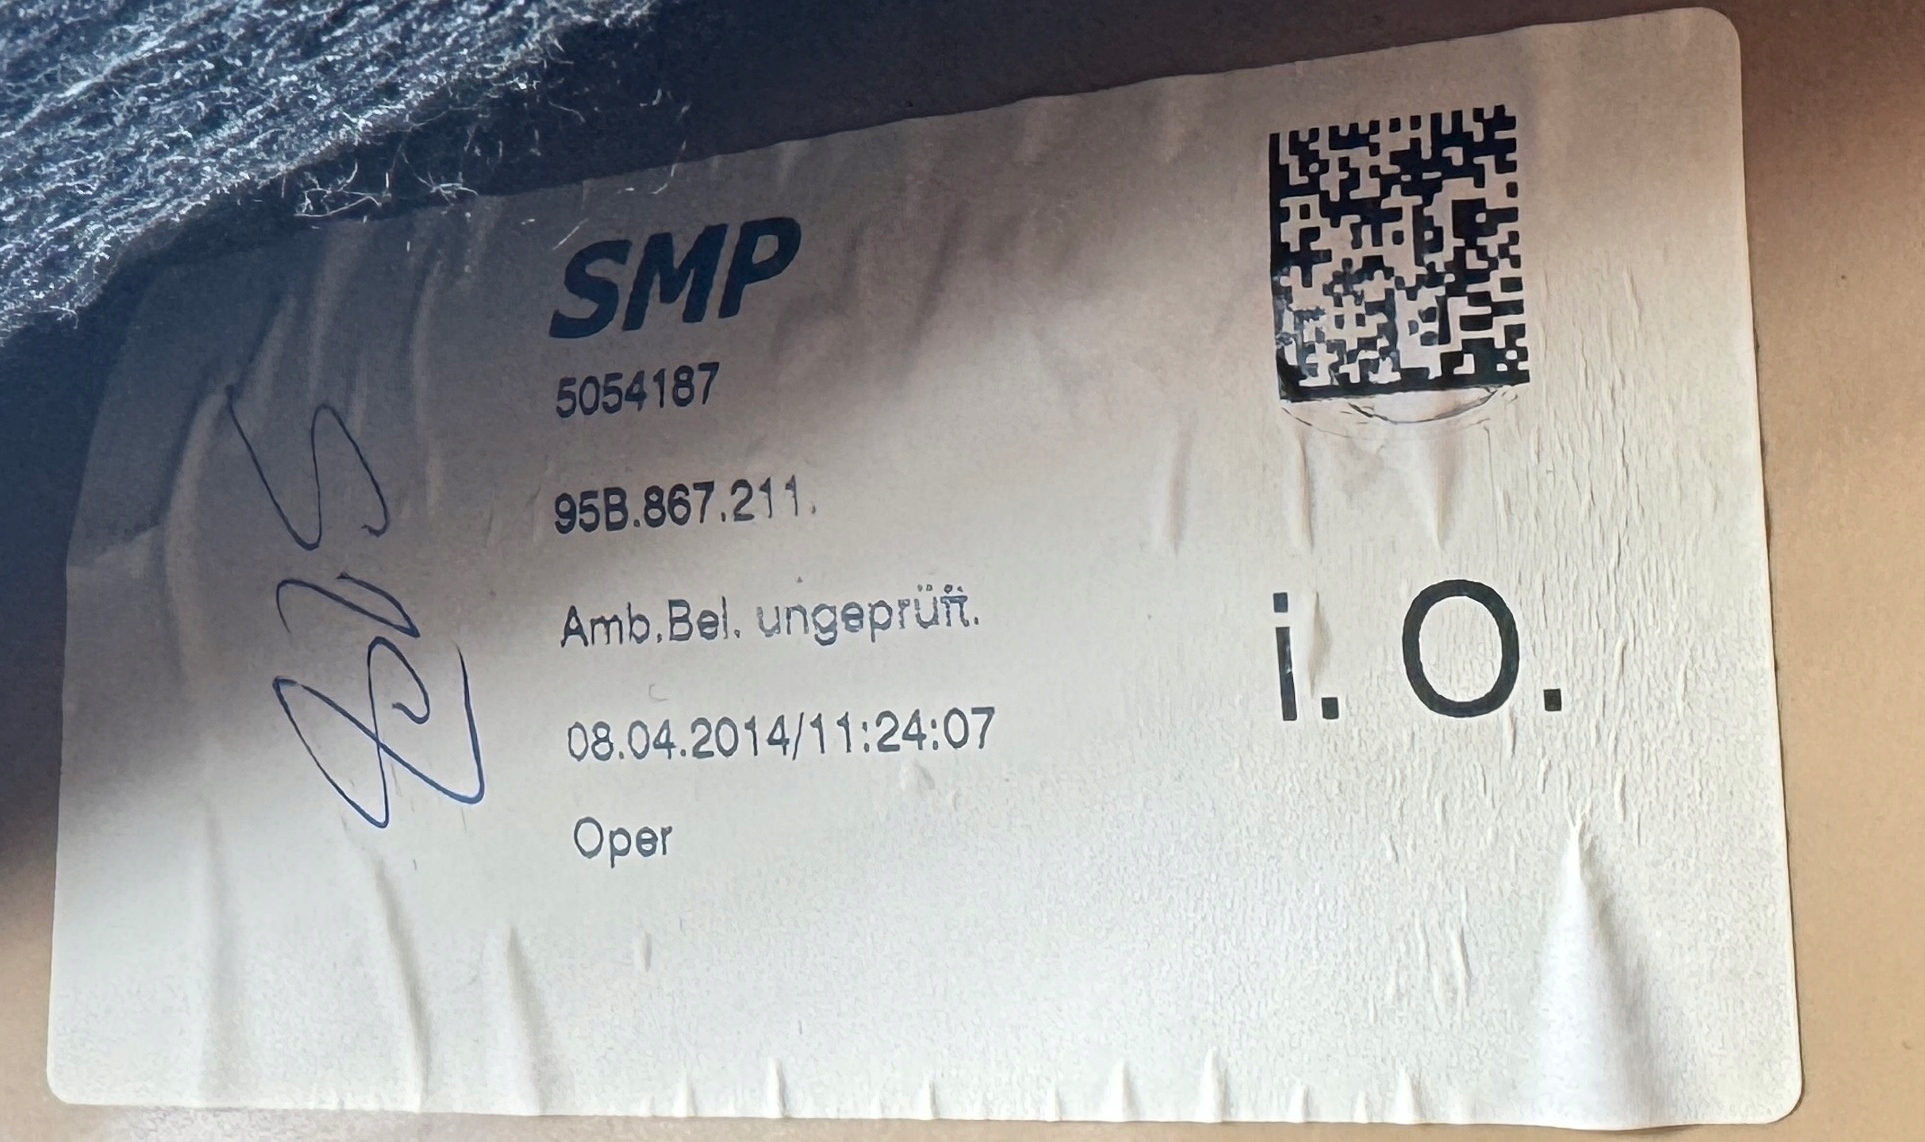 SMP
5054187
95B.867.211.
Amb.Bel. ungeprüft.
08.04.2014/11:24:07
Oper
i. O.